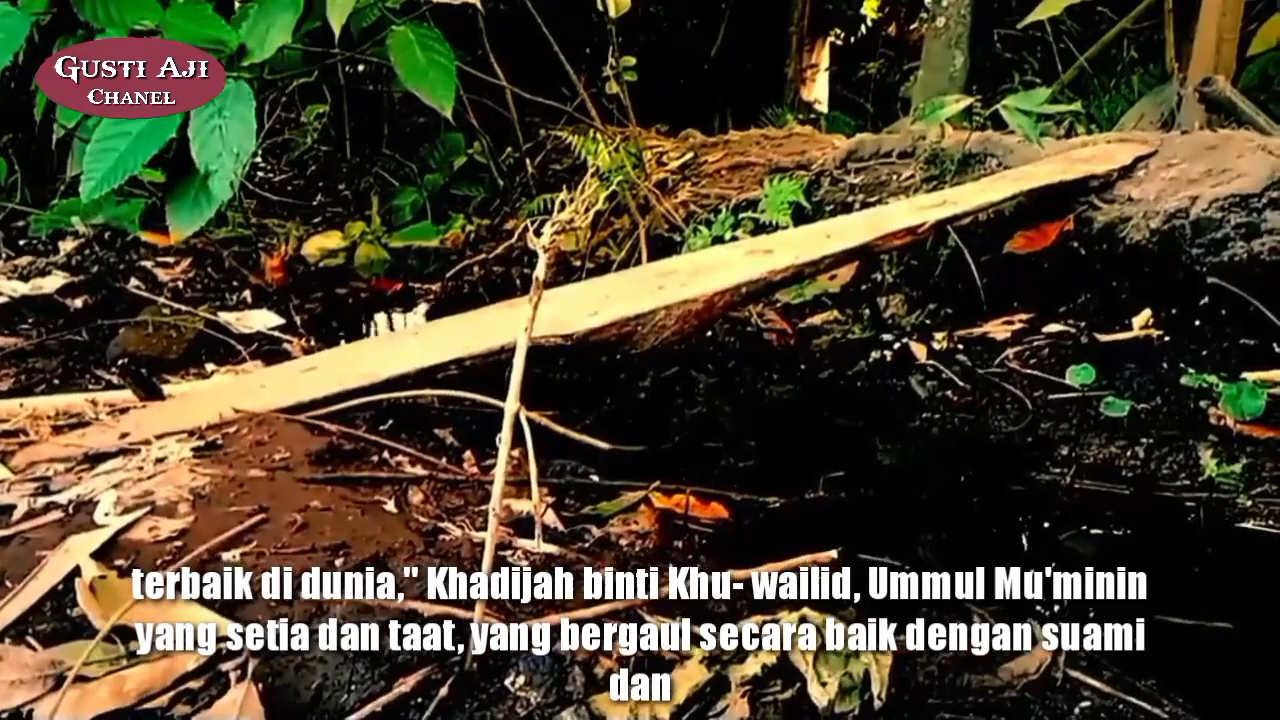 GUSTI AJI
CHANEL
terbaik di dunia," Khadijah binti Khu- wailid, Ummul Mu'minin
yang setia dan taat, yang bergaul secara baik dengan suami
dan